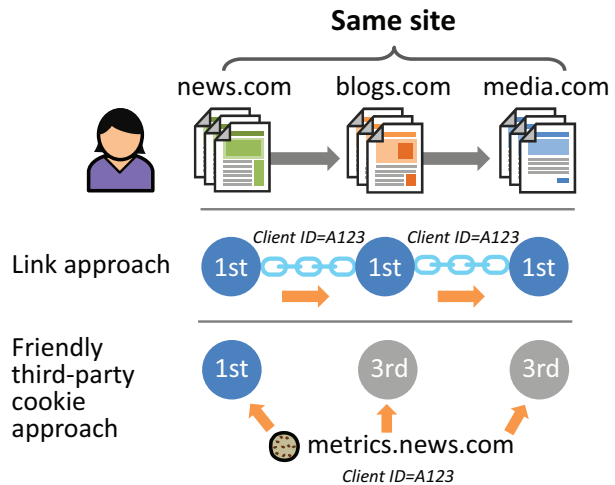 Same site
news.com blogs.com media.com
Client ID=A123 Client ID=A123
Link approach 1st 1st 1st
Friendly
third-party
cookie
approach
1st 3rd 3rd
metrics.news.com
Client ID=A123